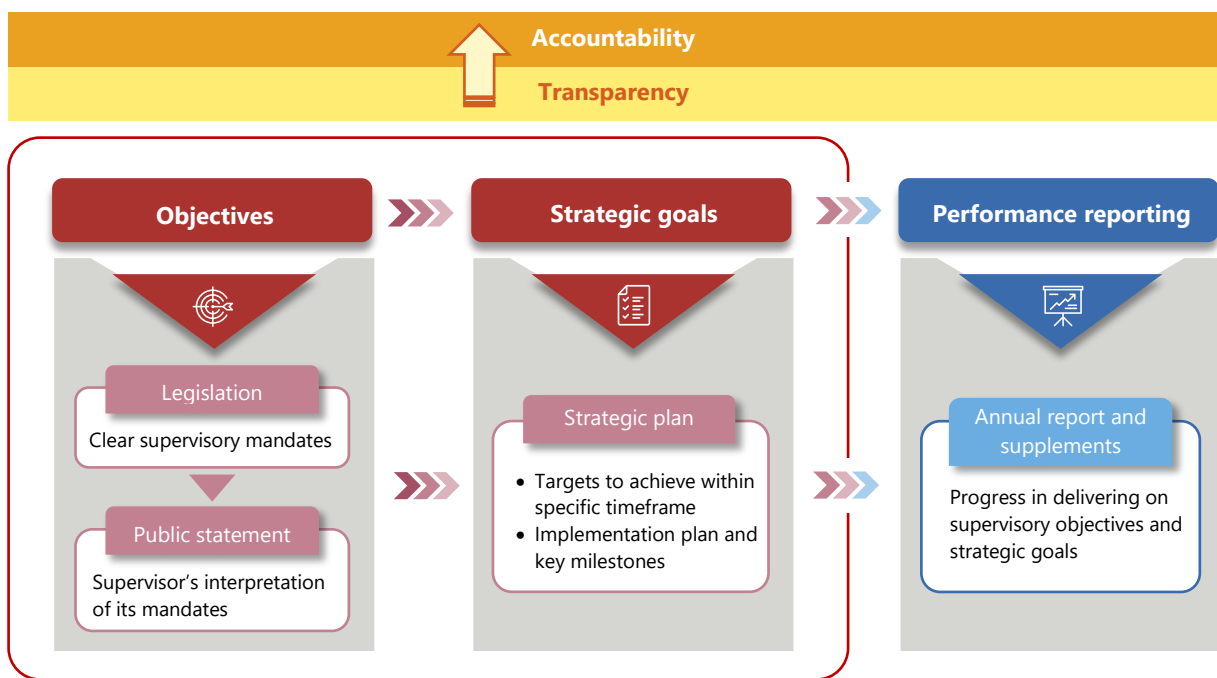 Accountability
Transparency
Objectives
Strategic goals
Performance reporting
Legislation
Clear supervisory mandates
Public statement
Supervisor’s interpretation
of its mandates
Strategic plan
• Targets to achieve within
specific timeframe
• Implementation plan and
key milestones
Annual report and
supplements
Progress in delivering on
supervisory objectives and
strategic goals